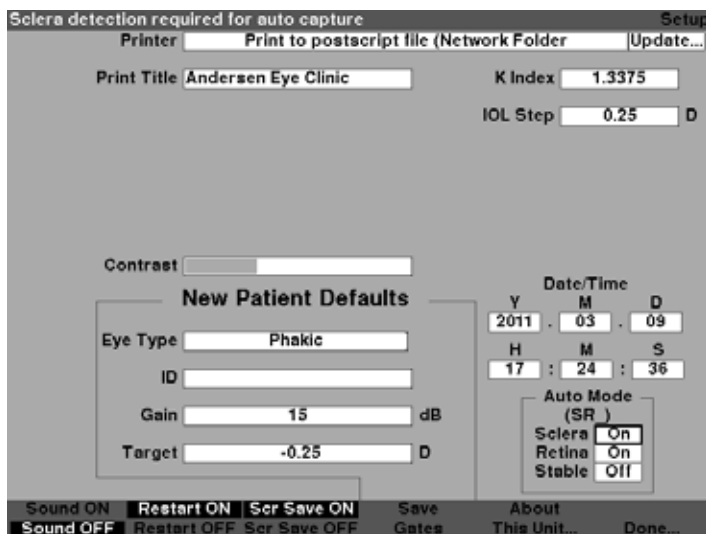 Sclera detection required for auto capture Setup
Printer Print to postscript file (Network Folder Update...
Print Title Andersen Eye Clinic K Index 1.3375
IOL Step 0.25 D
Contrast
New Patient Defaults
Eye Type Phakic
ID
Gain 15 dB
Target -0.25 D
Date/Time
Y M D
2011 . 03 . 09
H M S
17 : 24 : 36
Auto Mode
(SR )
Sclera On
Retina On
Stable Off
Sound ON Restart ON Scr Save ON Save About
Sound OFF Restart OFF Scr Save OFF Gates This Unit... Done...